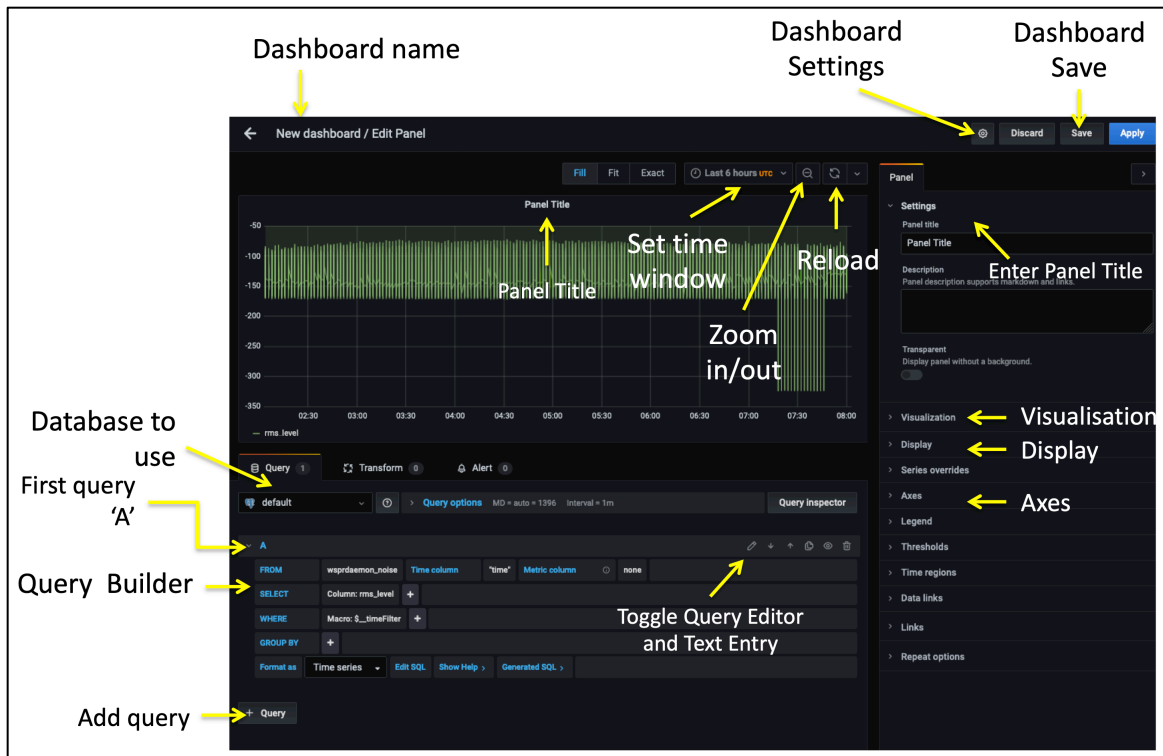 Dashboard name
Dashboard
Settings
Dashboard
Save
New dashboard / Edit Panel
Discard
Save
Apply
Fill
Fit
Exact
Last 6 hours UTC
Panel
Panel Title
Settings
Panel title
Panel Title
Enter Panel Title
Description
Panel description supports markdown and links.
-50
-100
-150
-200
-250
-300
-350
Set time
window
Reload
Panel Title
Zoom
in/out
02:30
03:00
03:30
04:00
04:30
05:00
05:30
06:00
06:30
07:00
07:30
08:00
rms_level
Transparent
Display panel without a background.
Visualization
Visualisation
Display
Display
Series overrides
Axes
Axes
Legend
Thresholds
Time regions
Data links
Links
Repeat options
Database to
use
Query 1
Transform 0
Alert 0
First query
‘A’
default
Query options MD = auto = 1396 Interval = 1m
Query inspector
A
Query Builder
FROM wsprdaemon_noise Time column "time" Metric column none
SELECT Column: rms_level +
WHERE Macro: $__timeFilter +
GROUP BY +
Format as Time series Edit SQL Show Help > Generated SQL >
Toggle Query Editor
and Text Entry
Add query
+ Query